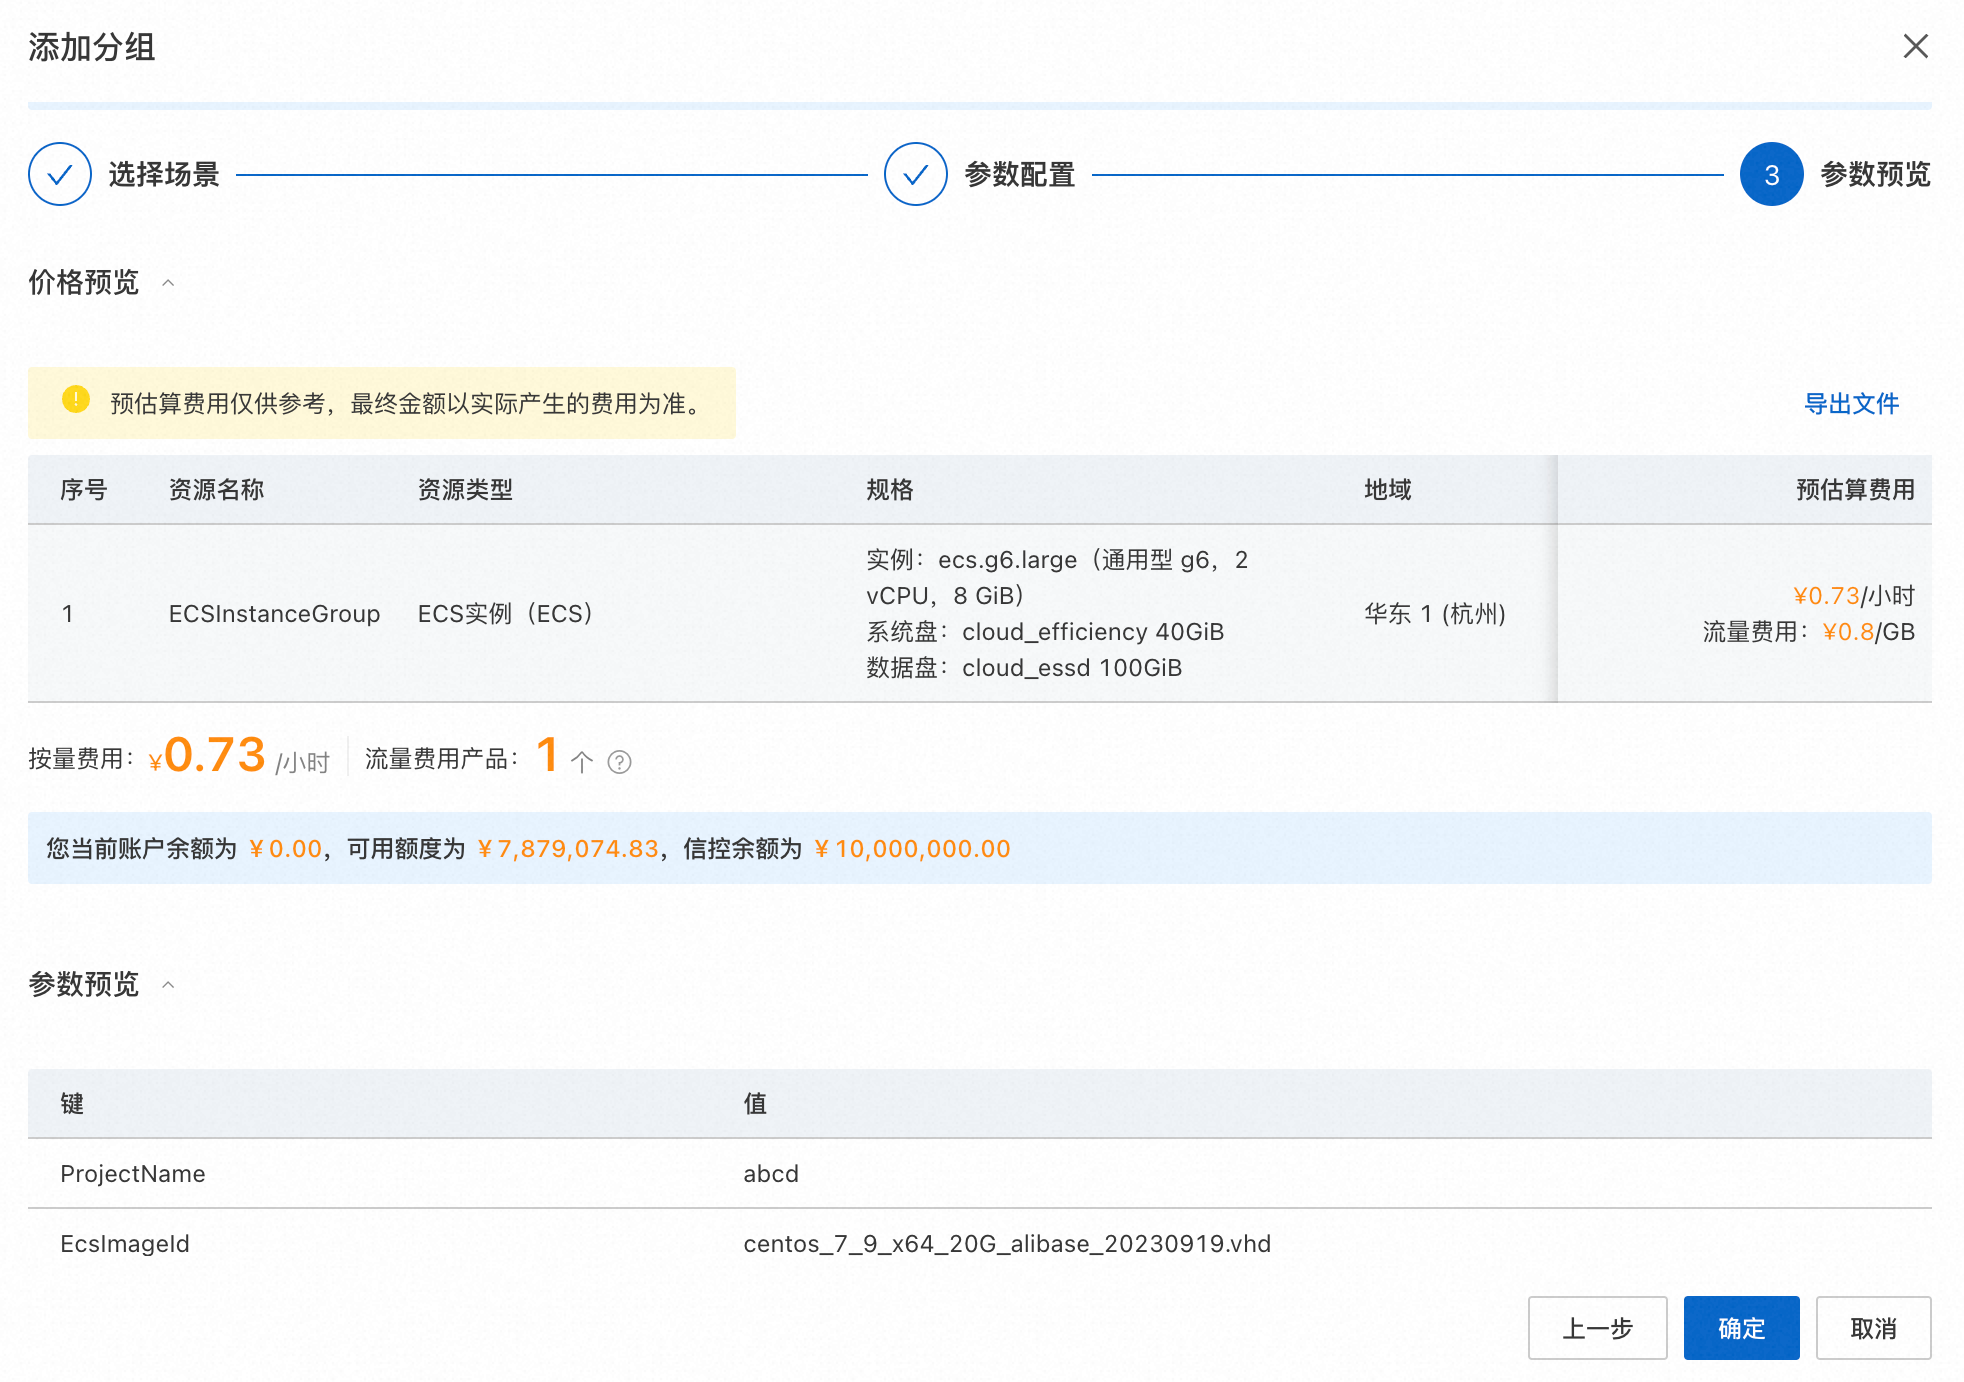 添加分组
选择场景
参数配置
3 参数预览
价格预览
预估算费用仅供参考，最终金额以实际产生的费用为准。
导出文件
序号 资源名称 资源类型 规格 地域 预估算费用
1 ECSInstanceGroup ECS实例（ECS） 实例：ecs.g6.large（通用型 g6，2
vCPU，8 GiB）
系统盘：cloud_efficiency 40GiB
数据盘：cloud_essd 100GiB
华东 1 (杭州)
¥0.73/小时
流量费用：¥0.8/GB
按量费用：¥0.73 /小时 流量费用产品：1 个 ?
您当前账户余额为 ¥0.00，可用额度为 ¥7,879,074.83，信控余额为 ¥10,000,000.00
参数预览
键 值
ProjectName abcd
EcsImageId centos_7_9_x64_20G_alibase_20230919.vhd
上一步 确定 取消